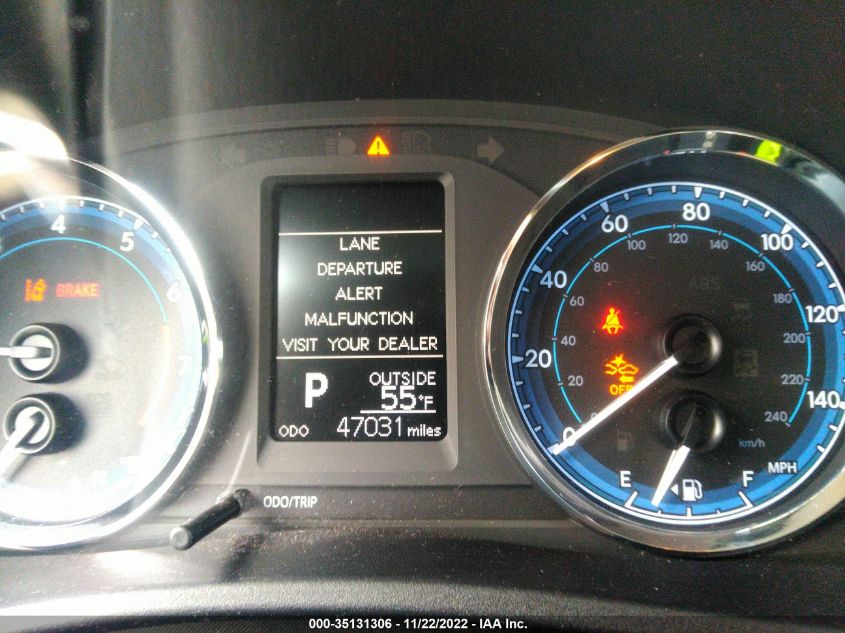 LANE
DEPARTURE
ALERT
MALFUNCTION
VISIT YOUR DEALER
P
OUTSIDE
55°F
ODO 47031 miles
ODO/TRIP
4
5
6
BRAKE
0
20
40
60
80
100
120
140
MPH
20
40
60
80
100
120
140
160
180
200
220
240
km/h
ABS
OFF
E
F
000-35131306 - 11/22/2022 - IAA Inc.